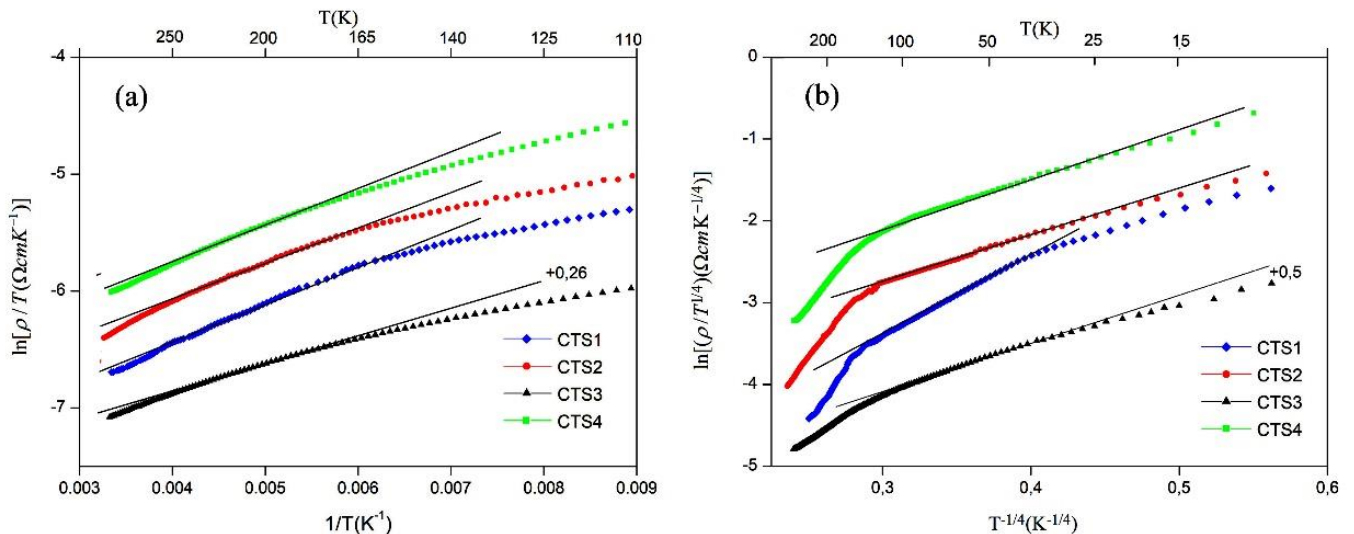 T(K)
250 200 165 140 125 110
-4
-5
-6
-7
(a)
ln[ρ/T(ΩcmK⁻¹)]
+0,26
CTS1
CTS2
CTS3
CTS4
0.003 0.004 0.005 0.006 0.007 0.008 0.009
1/T(K⁻¹)
T(K)
200 100 50 25 15
0
-1
-2
-3
-4
-5
(b)
ln[(ρ/T^1/4)(ΩcmK^-1/4)]
+0,5
CTS1
CTS2
CTS3
CTS4
0,3 0,4 0,5 0,6
T^-1/4(K^-1/4)